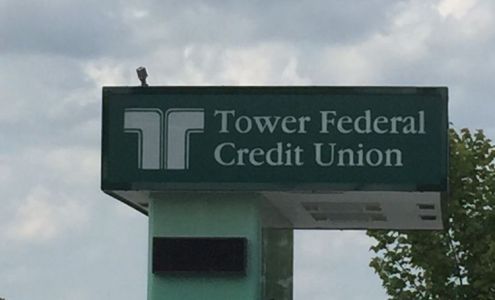 Tower Federal
Credit Union